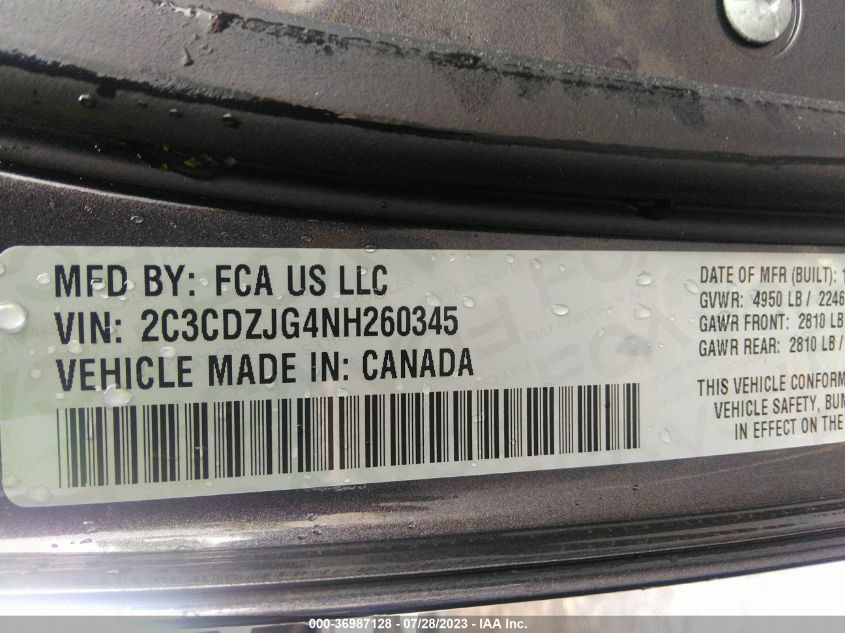 MFD BY: FCA US LLC
VIN: 2C3CDZJG4NH260345
VEHICLE MADE IN: CANADA
DATE OF MFR (BUILT): 1
GVWR: 4950 LB / 2246
GAWR FRONT: 2810 LB
GAWR REAR: 2810 LB /
THIS VEHICLE CONFORM
VEHICLE SAFETY, BUM
IN EFFECT ON THE
000-36987128 - 07/28/2023 - IAA Inc.